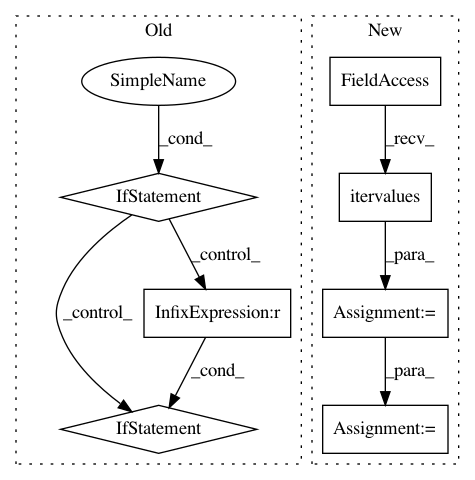 Old
New
SimpleName
FieldAccess
_cond_
_recv_
IfStatement
itervalues
_control_
_para_
_control_
InfixExpression:r
Assignment:=
_cond_
_para_
IfStatement
Assignment:=